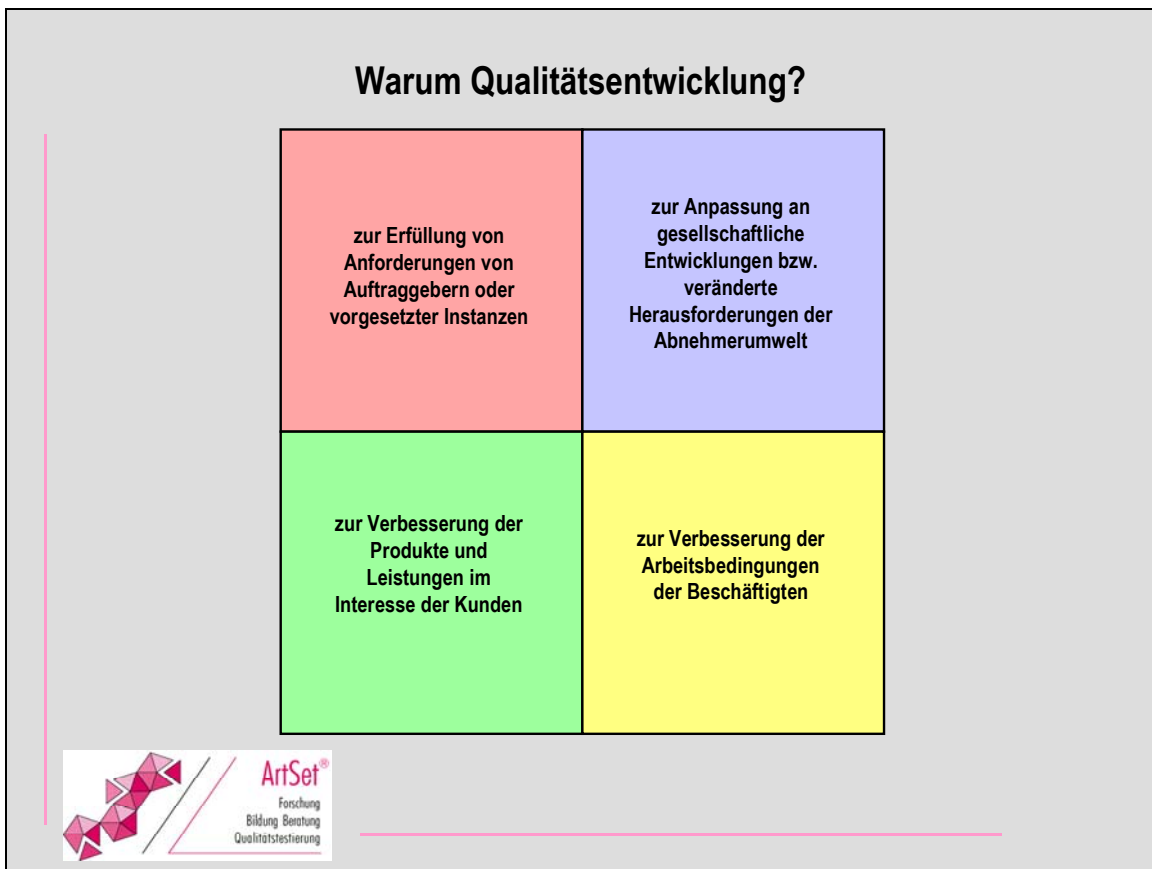 Warum Qualitätsentwicklung?
zur Erfüllung von
Anforderungen von
Auftraggebern oder
vorgesetzter Instanzen
zur Anpassung an
gesellschaftliche
Entwicklungen bzw.
veränderte
Herausforderungen der
Abnehmerumwelt
zur Verbesserung der
Produkte und
Leistungen im
Interesse der Kunden
zur Verbesserung der
Arbeitsbedingungen
der Beschäftigten
ArtSet®
Forschung
Bildung Beratung
Qualitätstestierung